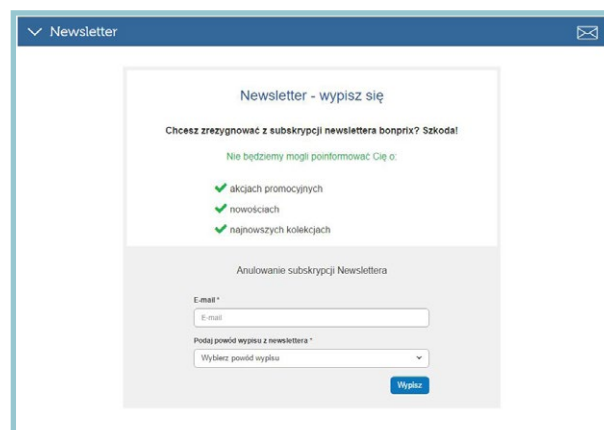 Newsletter
Newsletter - wypisz się
Chcesz zrezygnować z subskrypcji newslettera bonprix? Szkoda!
Nie będziemy mogli poinformować Cię o:
akcjach promocyjnych
nowościach
najnowszych kolekcjach
Anulowanie subskrypcji Newslettera
E-mail *
E-mail
Podaj powód wypisu z newslettera *
Wybierz powód wypisu
Wypisz